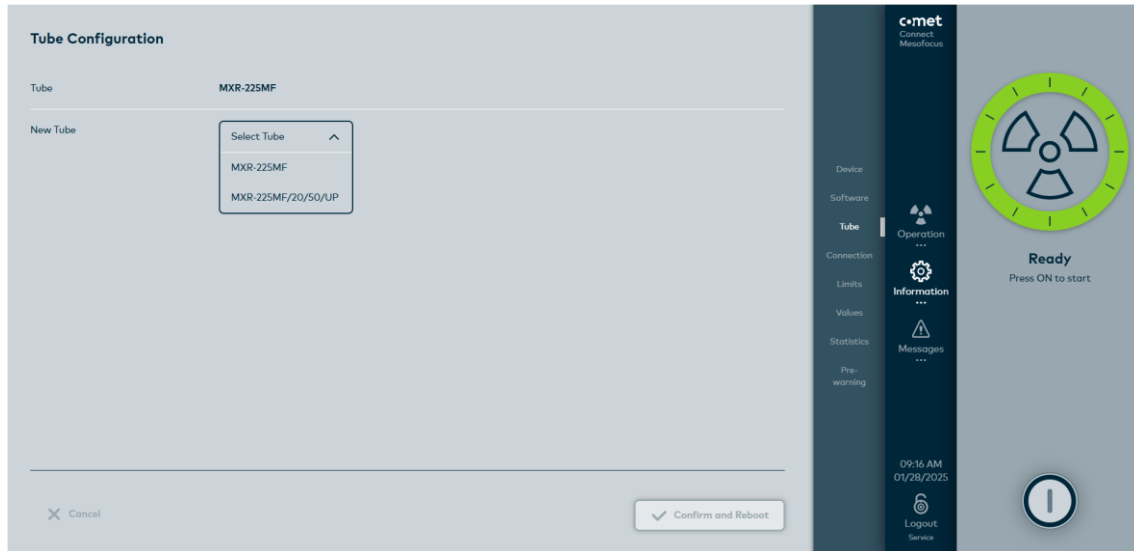 Tube Configuration
Tube
MXR-225MF
New Tube
Select Tube
MXR-225MF
MXR-225MF/20/50/UP
Cancel
Confirm and Reboot
Device
Software
Tube
Connection
Limits
Values
Statistics
Pre-
warning
comet
Connect
Mesofocus
Operation
Information
Messages
09:16 AM
01/28/2025
Logout
Service
Ready
Press ON to start